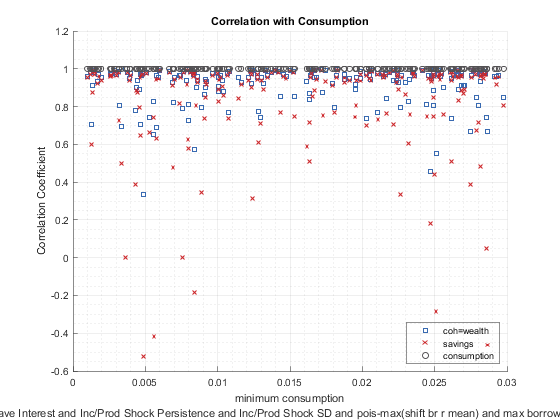 Correlation with Consumption
1.2
1
0.8
0.6
0.4
0.2
0
-0.2
-0.4
-0.6
Correlation Coefficient
coh=wealth
savings
consumption
0
0.005
0.01
0.015
0.02
0.025
0.03
minimum consumption
ave Interest and Inc/Prod Shock Persistence and Inc/Prod Shock SD and pois-max(shift br r mean) and max borrow